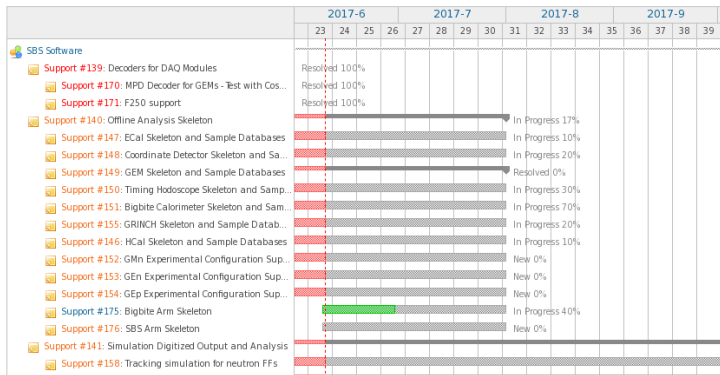 2017-6 2017-7 2017-8 2017-9
23 24 25 26 27 28 29 30 31 32 33 34 35 36 37 38 39
SBS Software
Support #139: Decoders for DAQ Modules Resolved 100%
Support #170: MPD Decoder for GEMs - Test with Cos... Resolved 100%
Support #171: F250 support Resolved 100%
Support #140: Offline Analysis Skeleton In Progress 17%
Support #147: ECal Skeleton and Sample Databases In Progress 10%
Support #148: Coordinate Detector Skeleton and Sa... In Progress 20%
Support #149: GEM Skeleton and Sample Databases Resolved 0%
Support #150: Timing Hodoscope Skeleton and Samp... In Progress 30%
Support #151: Bigbite Calorimeter Skeleton and Sam... In Progress 70%
Support #155: GRINCH Skeleton and Sample Datab... In Progress 20%
Support #146: HCal Skeleton and Sample Databases In Progress 10%
Support #152: GMn Experimental Configuration Sup... New 0%
Support #153: GEn Experimental Configuration Sup... New 0%
Support #154: GEp Experimental Configuration Sup... New 0%
Support #175: Bigbite Arm Skeleton In Progress 40%
Support #176: SBS Arm Skeleton New 0%
Support #141: Simulation Digitized Output and Analysis
Support #158: Tracking simulation for neutron FFs